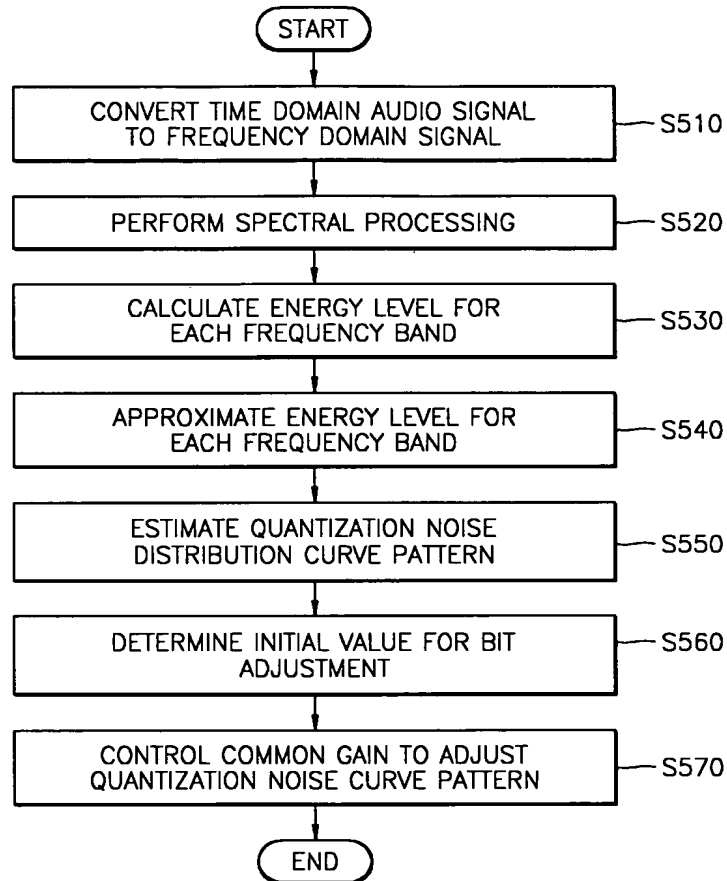 START
CONVERT TIME DOMAIN AUDIO SIGNAL
TO FREQUENCY DOMAIN SIGNAL
S510
PERFORM SPECTRAL PROCESSING
S520
CALCULATE ENERGY LEVEL FOR
EACH FREQUENCY BAND
S530
APPROXIMATE ENERGY LEVEL FOR
EACH FREQUENCY BAND
S540
ESTIMATE QUANTIZATION NOISE
DISTRIBUTION CURVE PATTERN
S550
DETERMINE INITIAL VALUE FOR BIT
ADJUSTMENT
S560
CONTROL COMMON GAIN TO ADJUST
QUANTIZATION NOISE CURVE PATTERN
S570
END